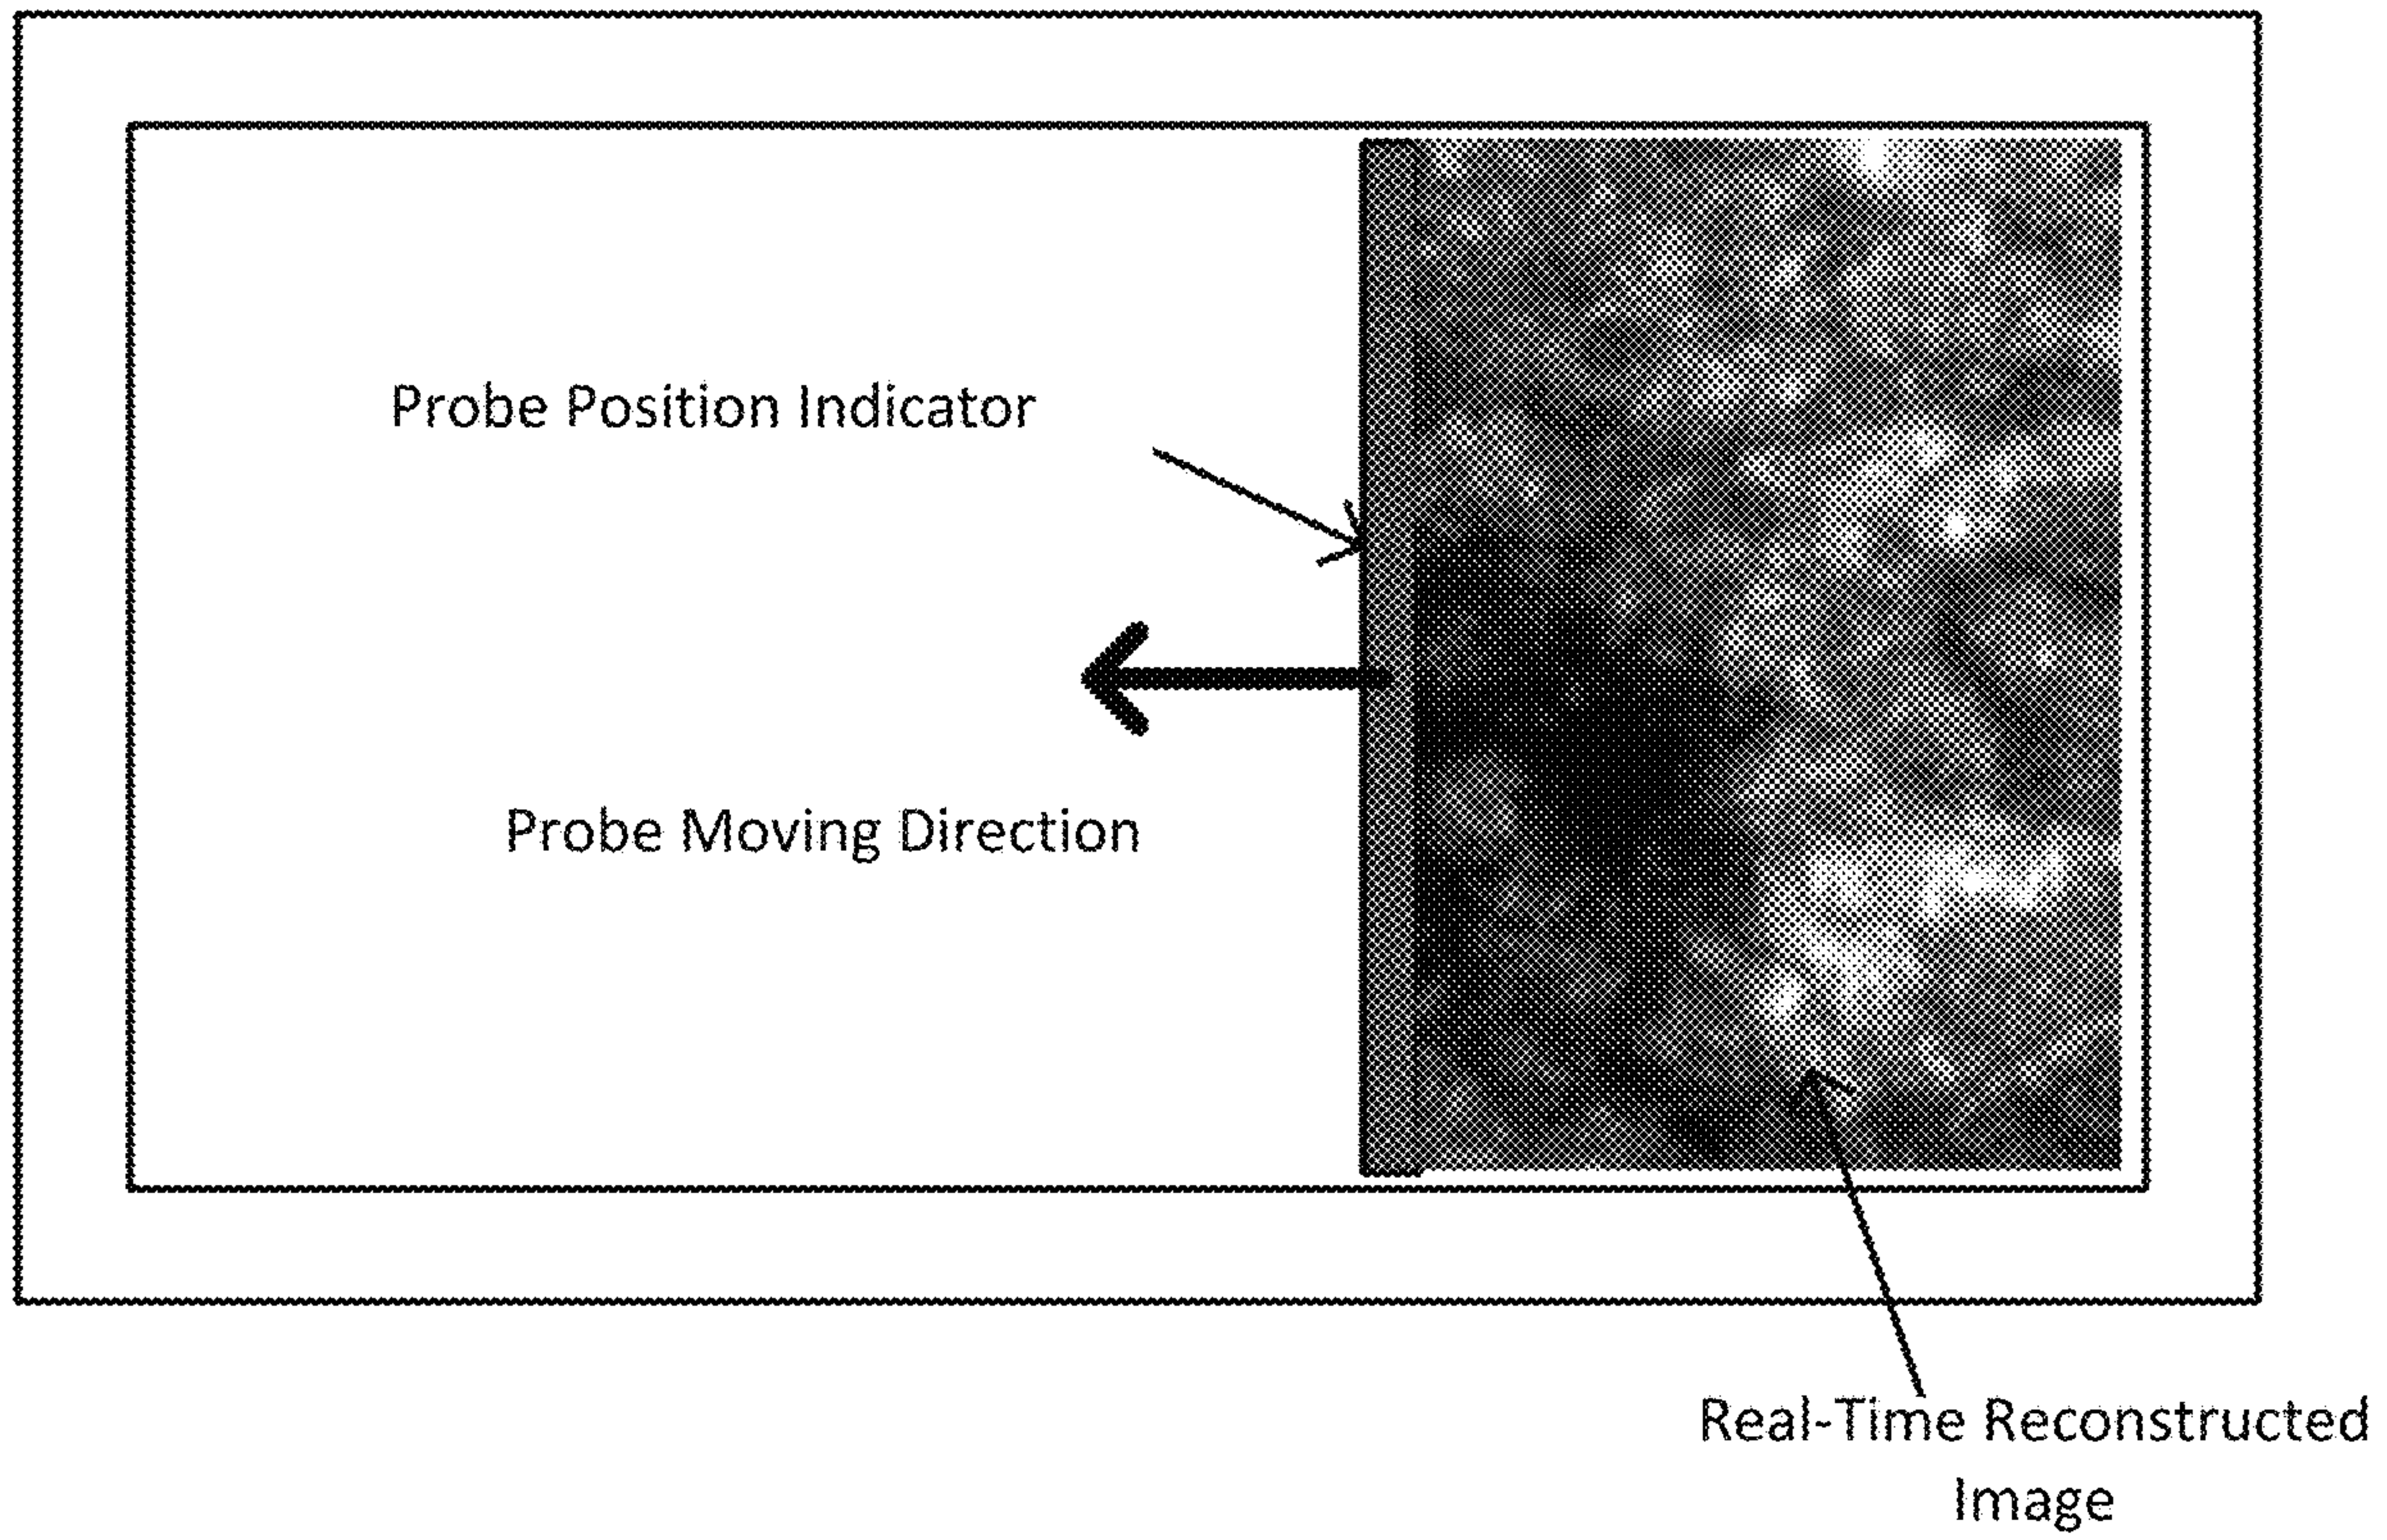 Probe Position Indicator
Probe Moving Direction
Real-Time Reconstructed
Image